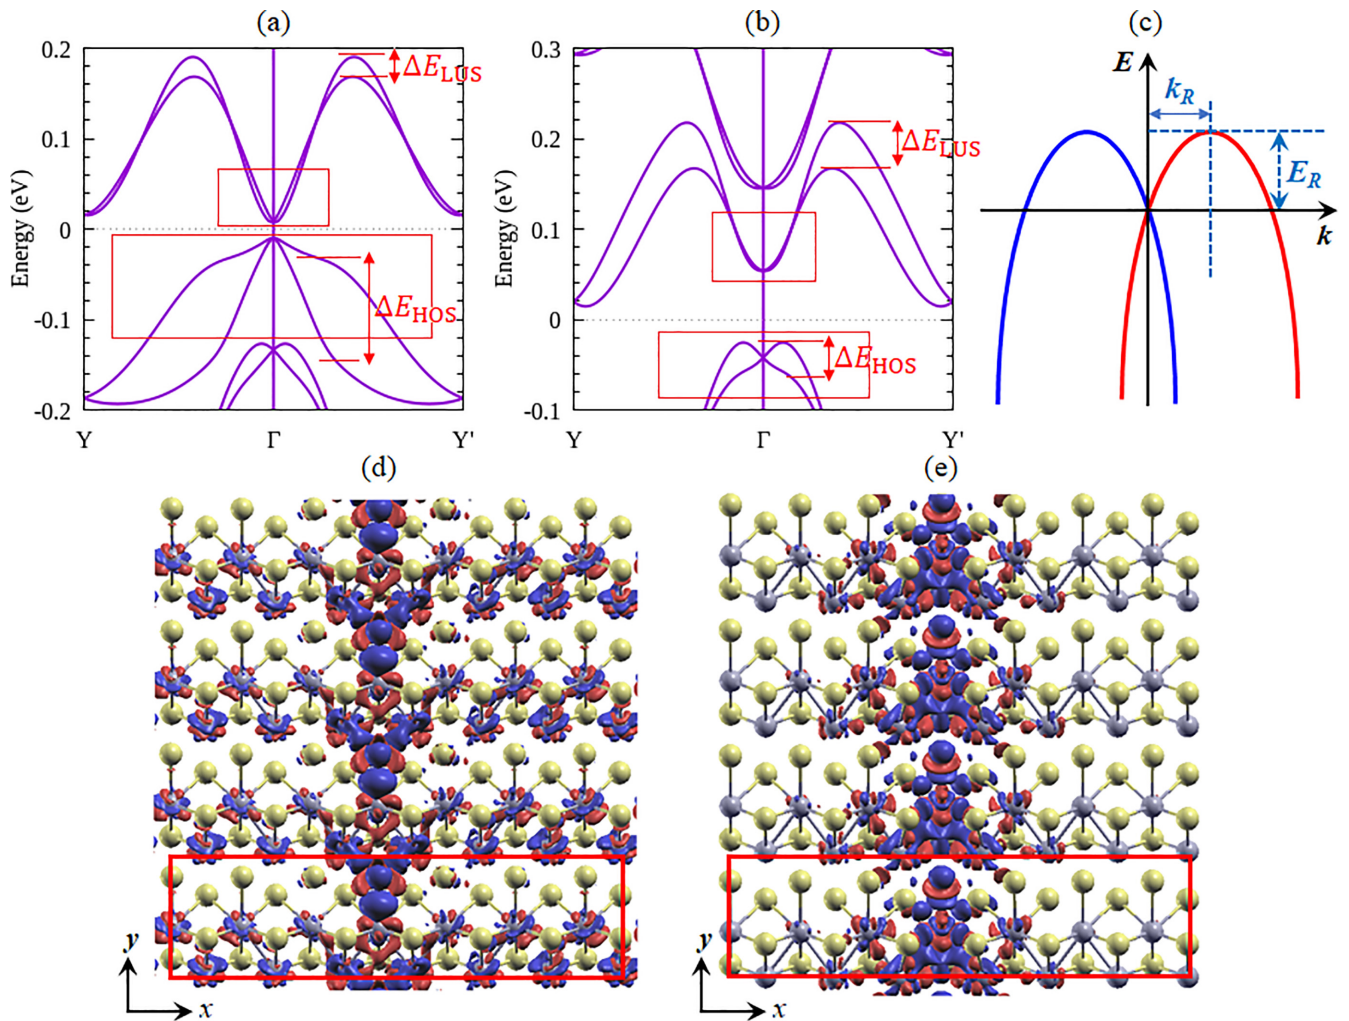 (a)
0.2
0.1
0
-0.1
-0.2
Energy (eV)
ΔE_LUS
ΔE_HOS
Y
Γ
Y'
(b)
0.3
0.2
0.1
0
-0.1
Energy (eV)
ΔE_LUS
ΔE_HOS
Y
Γ
Y'
(c)
E
k_R
E_R
k
(d)
y
x
(e)
y
x